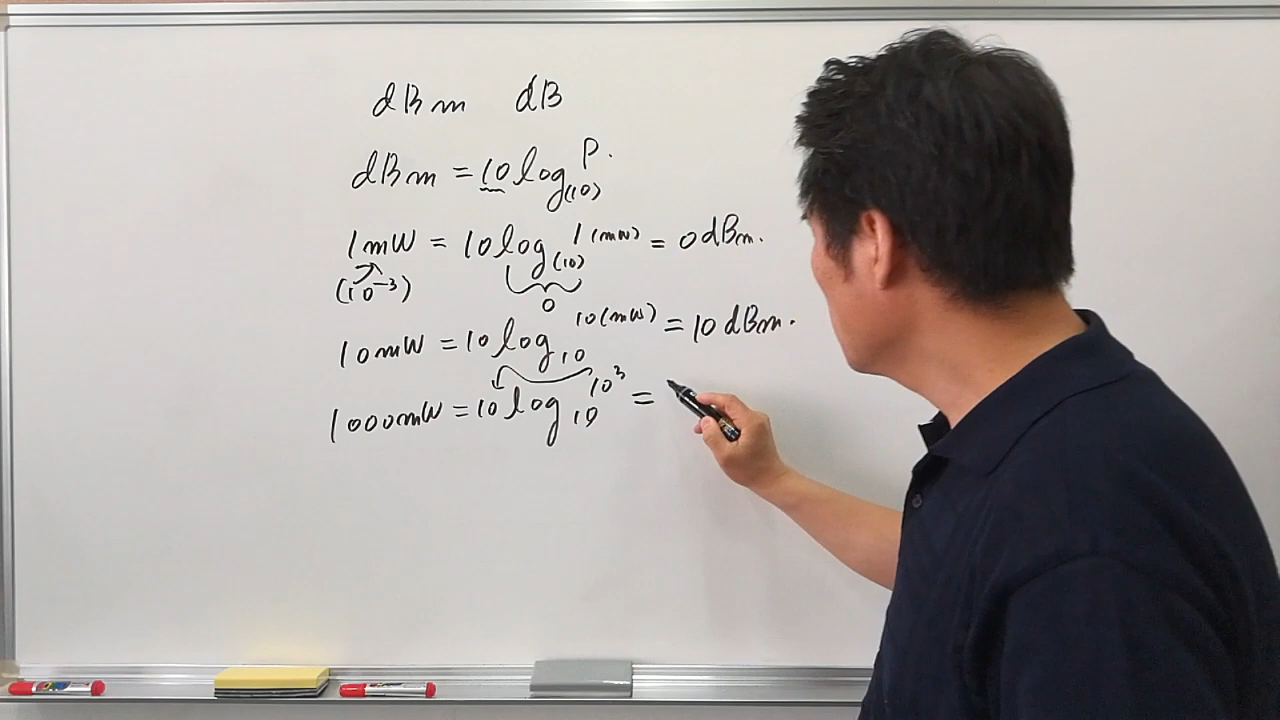 dBm dB
dBm = 10 log(10) P.
1mW = 10 log(10) 1(mW) = 0 dBm.
(10⁻³) 0
10mW = 10 log 10 10(mW) = 10 dBm.
1000mW = 10 log 10 10³ =